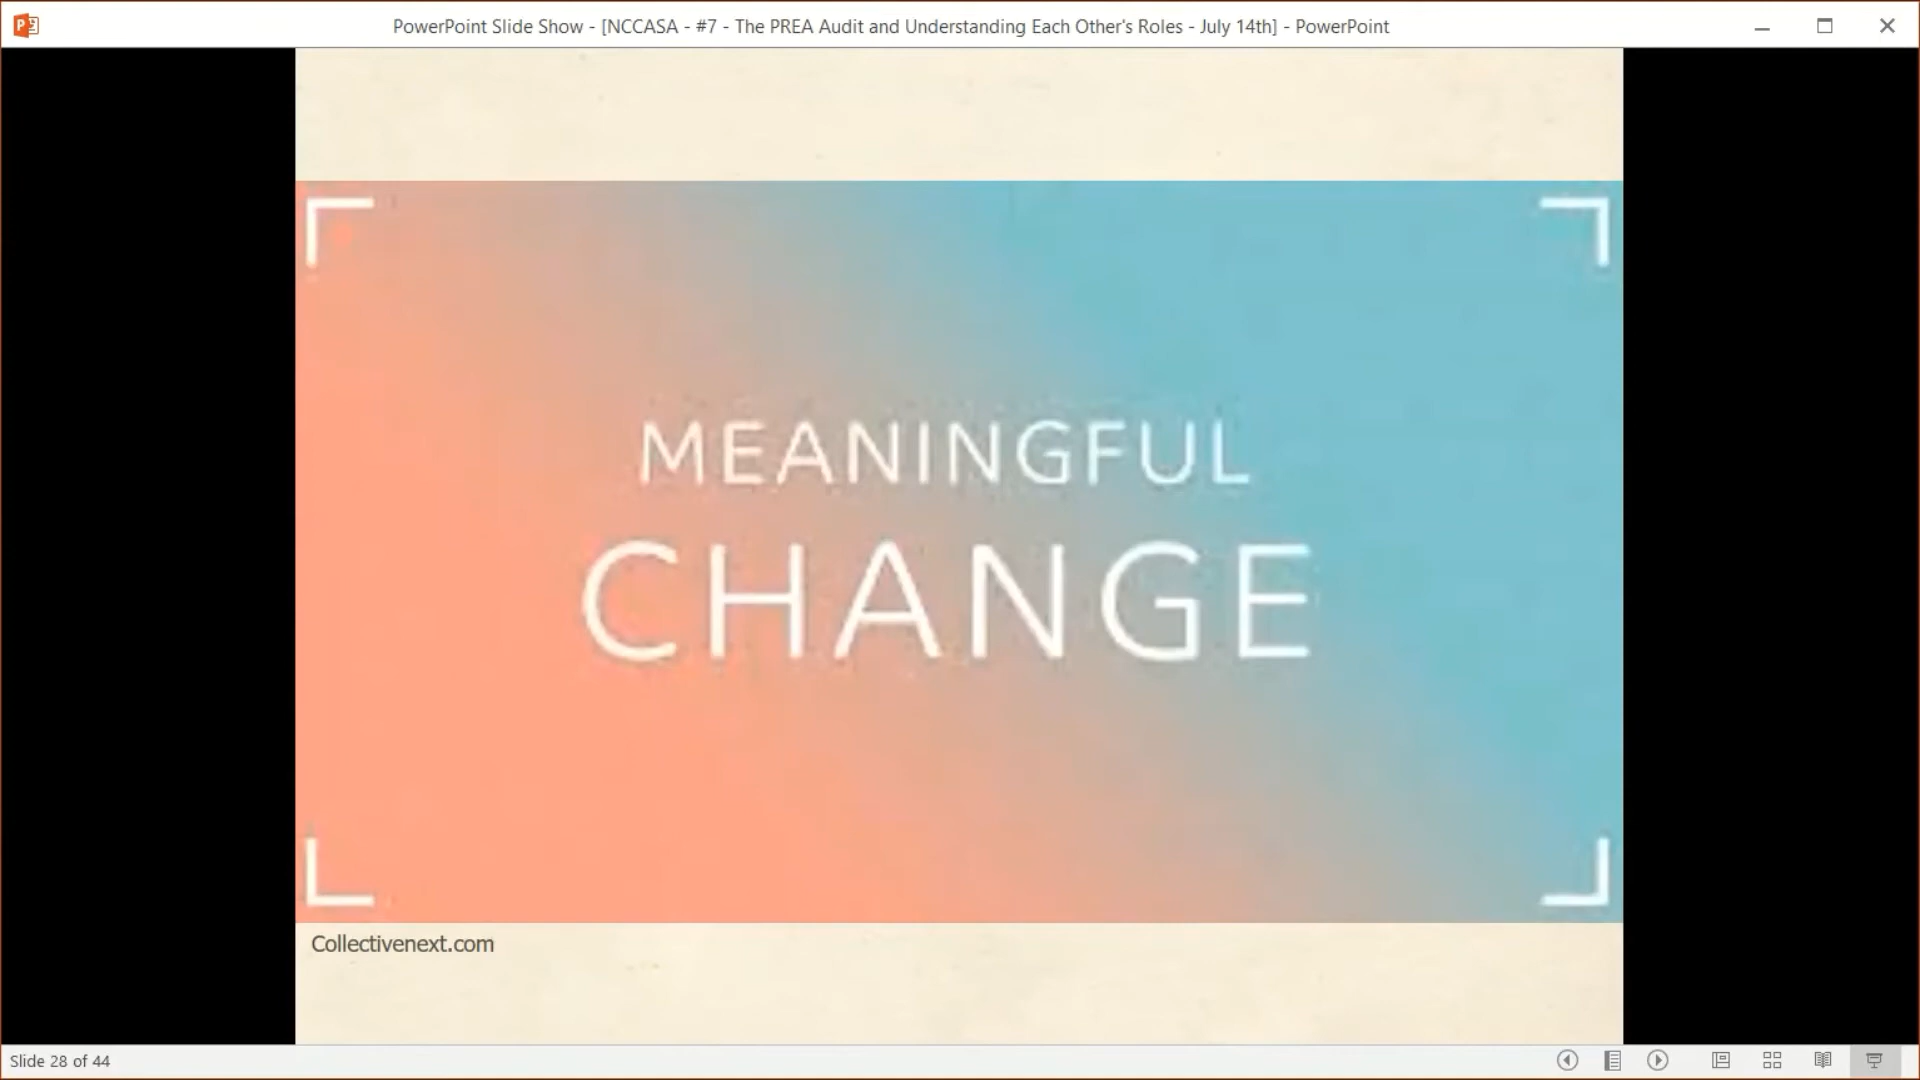 PowerPoint Slide Show - [NCCASA - #7 - The PREA Audit and Understanding Each Other's Roles - July 14th] - PowerPoint
MEANINGFUL
CHANGE
Collectivenext.com
Slide 28 of 44